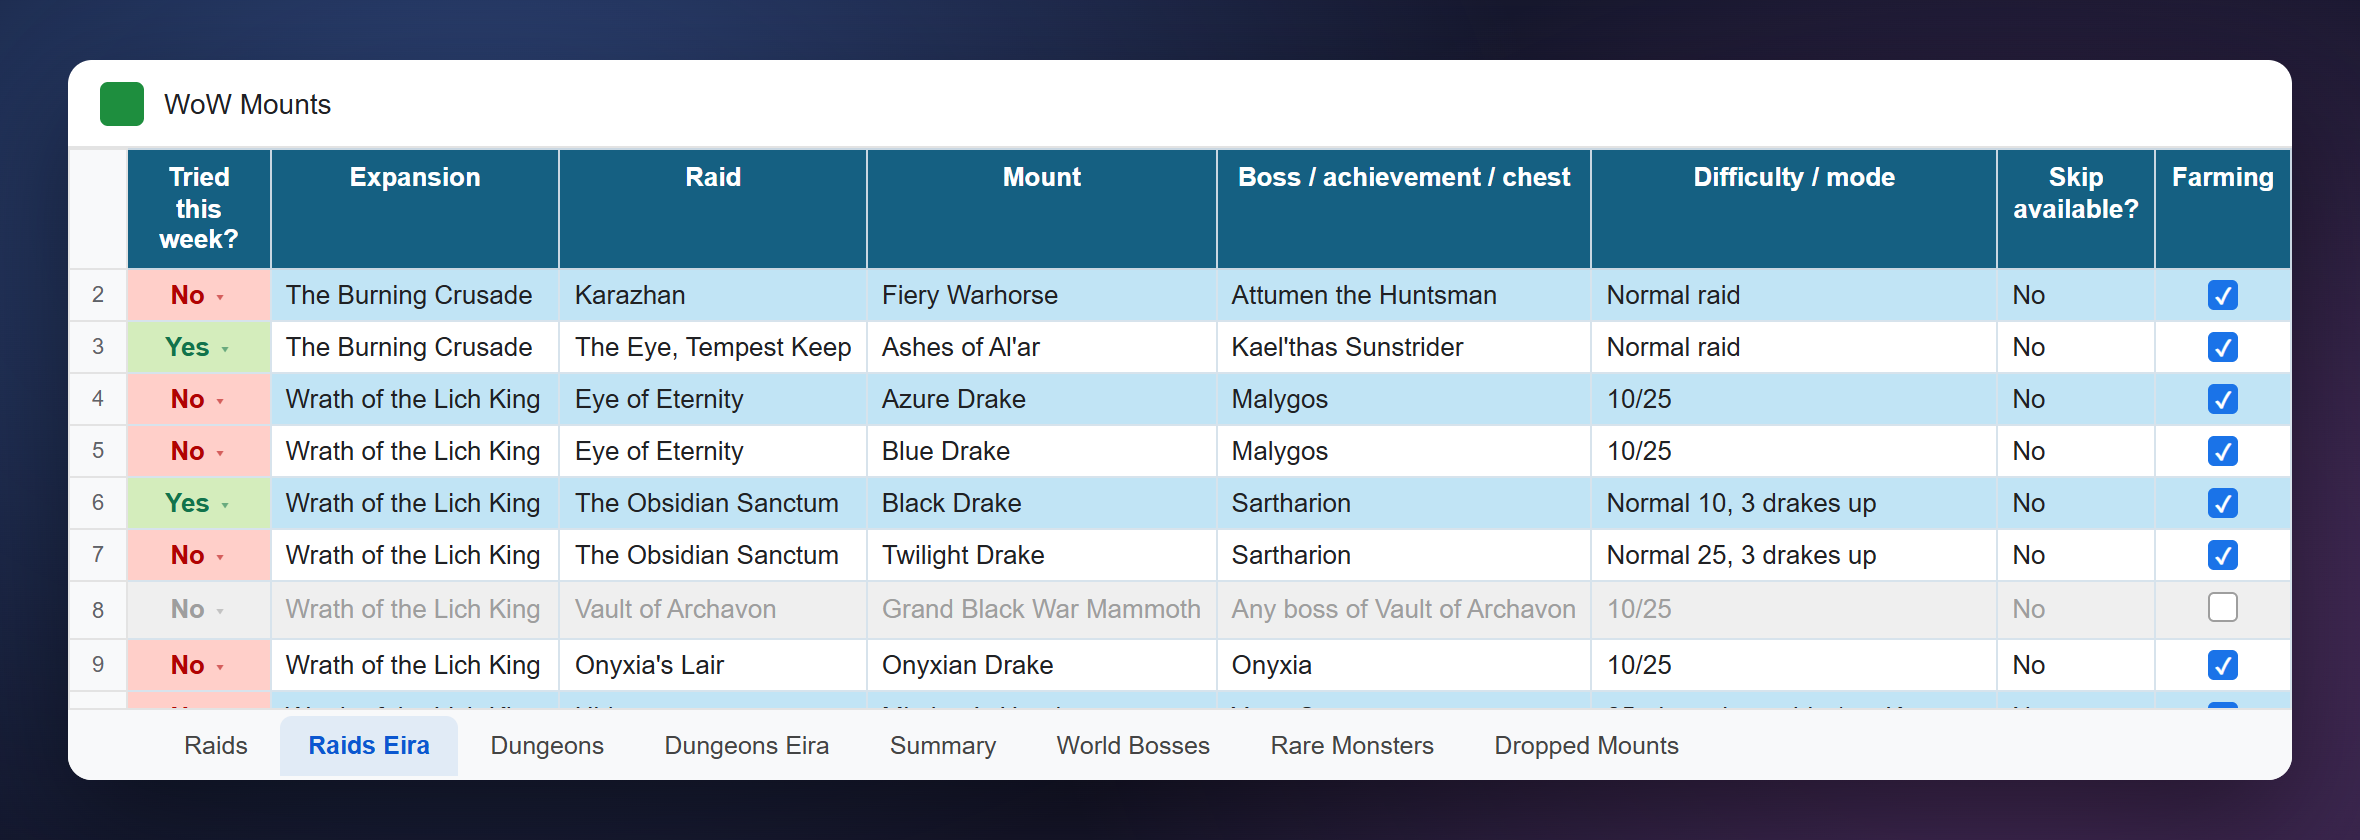 WoW Mounts
Tried this week? Expansion Raid Mount Boss / achievement / chest Difficulty / mode Skip available? Farming
2 No The Burning Crusade Karazhan Fiery Warhorse Attumen the Huntsman Normal raid No
3 Yes The Burning Crusade The Eye, Tempest Keep Ashes of Al'ar Kael'thas Sunstrider Normal raid No
4 No Wrath of the Lich King Eye of Eternity Azure Drake Malygos 10/25 No
5 No Wrath of the Lich King Eye of Eternity Blue Drake Malygos 10/25 No
6 Yes Wrath of the Lich King The Obsidian Sanctum Black Drake Sartharion Normal 10, 3 drakes up No
7 No Wrath of the Lich King The Obsidian Sanctum Twilight Drake Sartharion Normal 25, 3 drakes up No
8 No Wrath of the Lich King Vault of Archavon Grand Black War Mammoth Any boss of Vault of Archavon 10/25 No
9 No Wrath of the Lich King Onyxia's Lair Onyxian Drake Onyxia 10/25 No
Raids Raids Eira Dungeons Dungeons Eira Summary World Bosses Rare Monsters Dropped Mounts